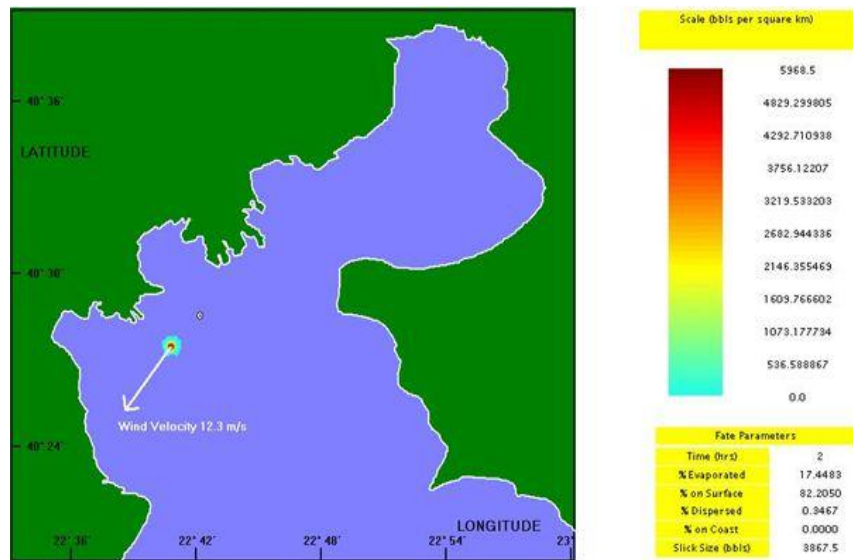 Scale (bbls per square km)
5968.5
4829.299805
4292.710938
3756.12207
3219.533203
2682.944336
2146.355469
1609.766602
1073.177734
536.588867
0.0
40° 36'
LATITUDE
40° 30'
Wind Velocity 12.3 m/s
40° 24'
LONGITUDE
22° 36' 22° 42' 22° 48' 22° 54' 23°
Fate Parameters
Time (hrs) 2
% Evaporated 17.4483
% on Surface 82.2050
% Dispersed 0.3467
% on Coast 0.0000
Slick Size (bbls) 3867.5